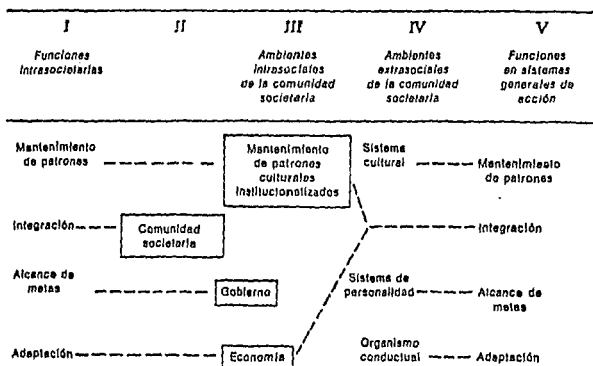 I
II
III
IV
V
Funciones
intrasocietarias
Ambientes
intrasociales
de la comunidad
societaria
Ambientes
extrasociales
de la comunidad
societaria
Funciones
en sistemas
generales de
acción
Mantenimiento
de patrones
Mantenimiento
de patrones
culturales
institucionalizados
Sistema
cultural
Mantenimiento
de patrones
Integración
Comunidad
societaria
Integración
Alcance de
metas
Gobierno
Sistema de
personalidad
Alcance de
metas
Adaptación
Economía
Organismo
conductual
Adaptación